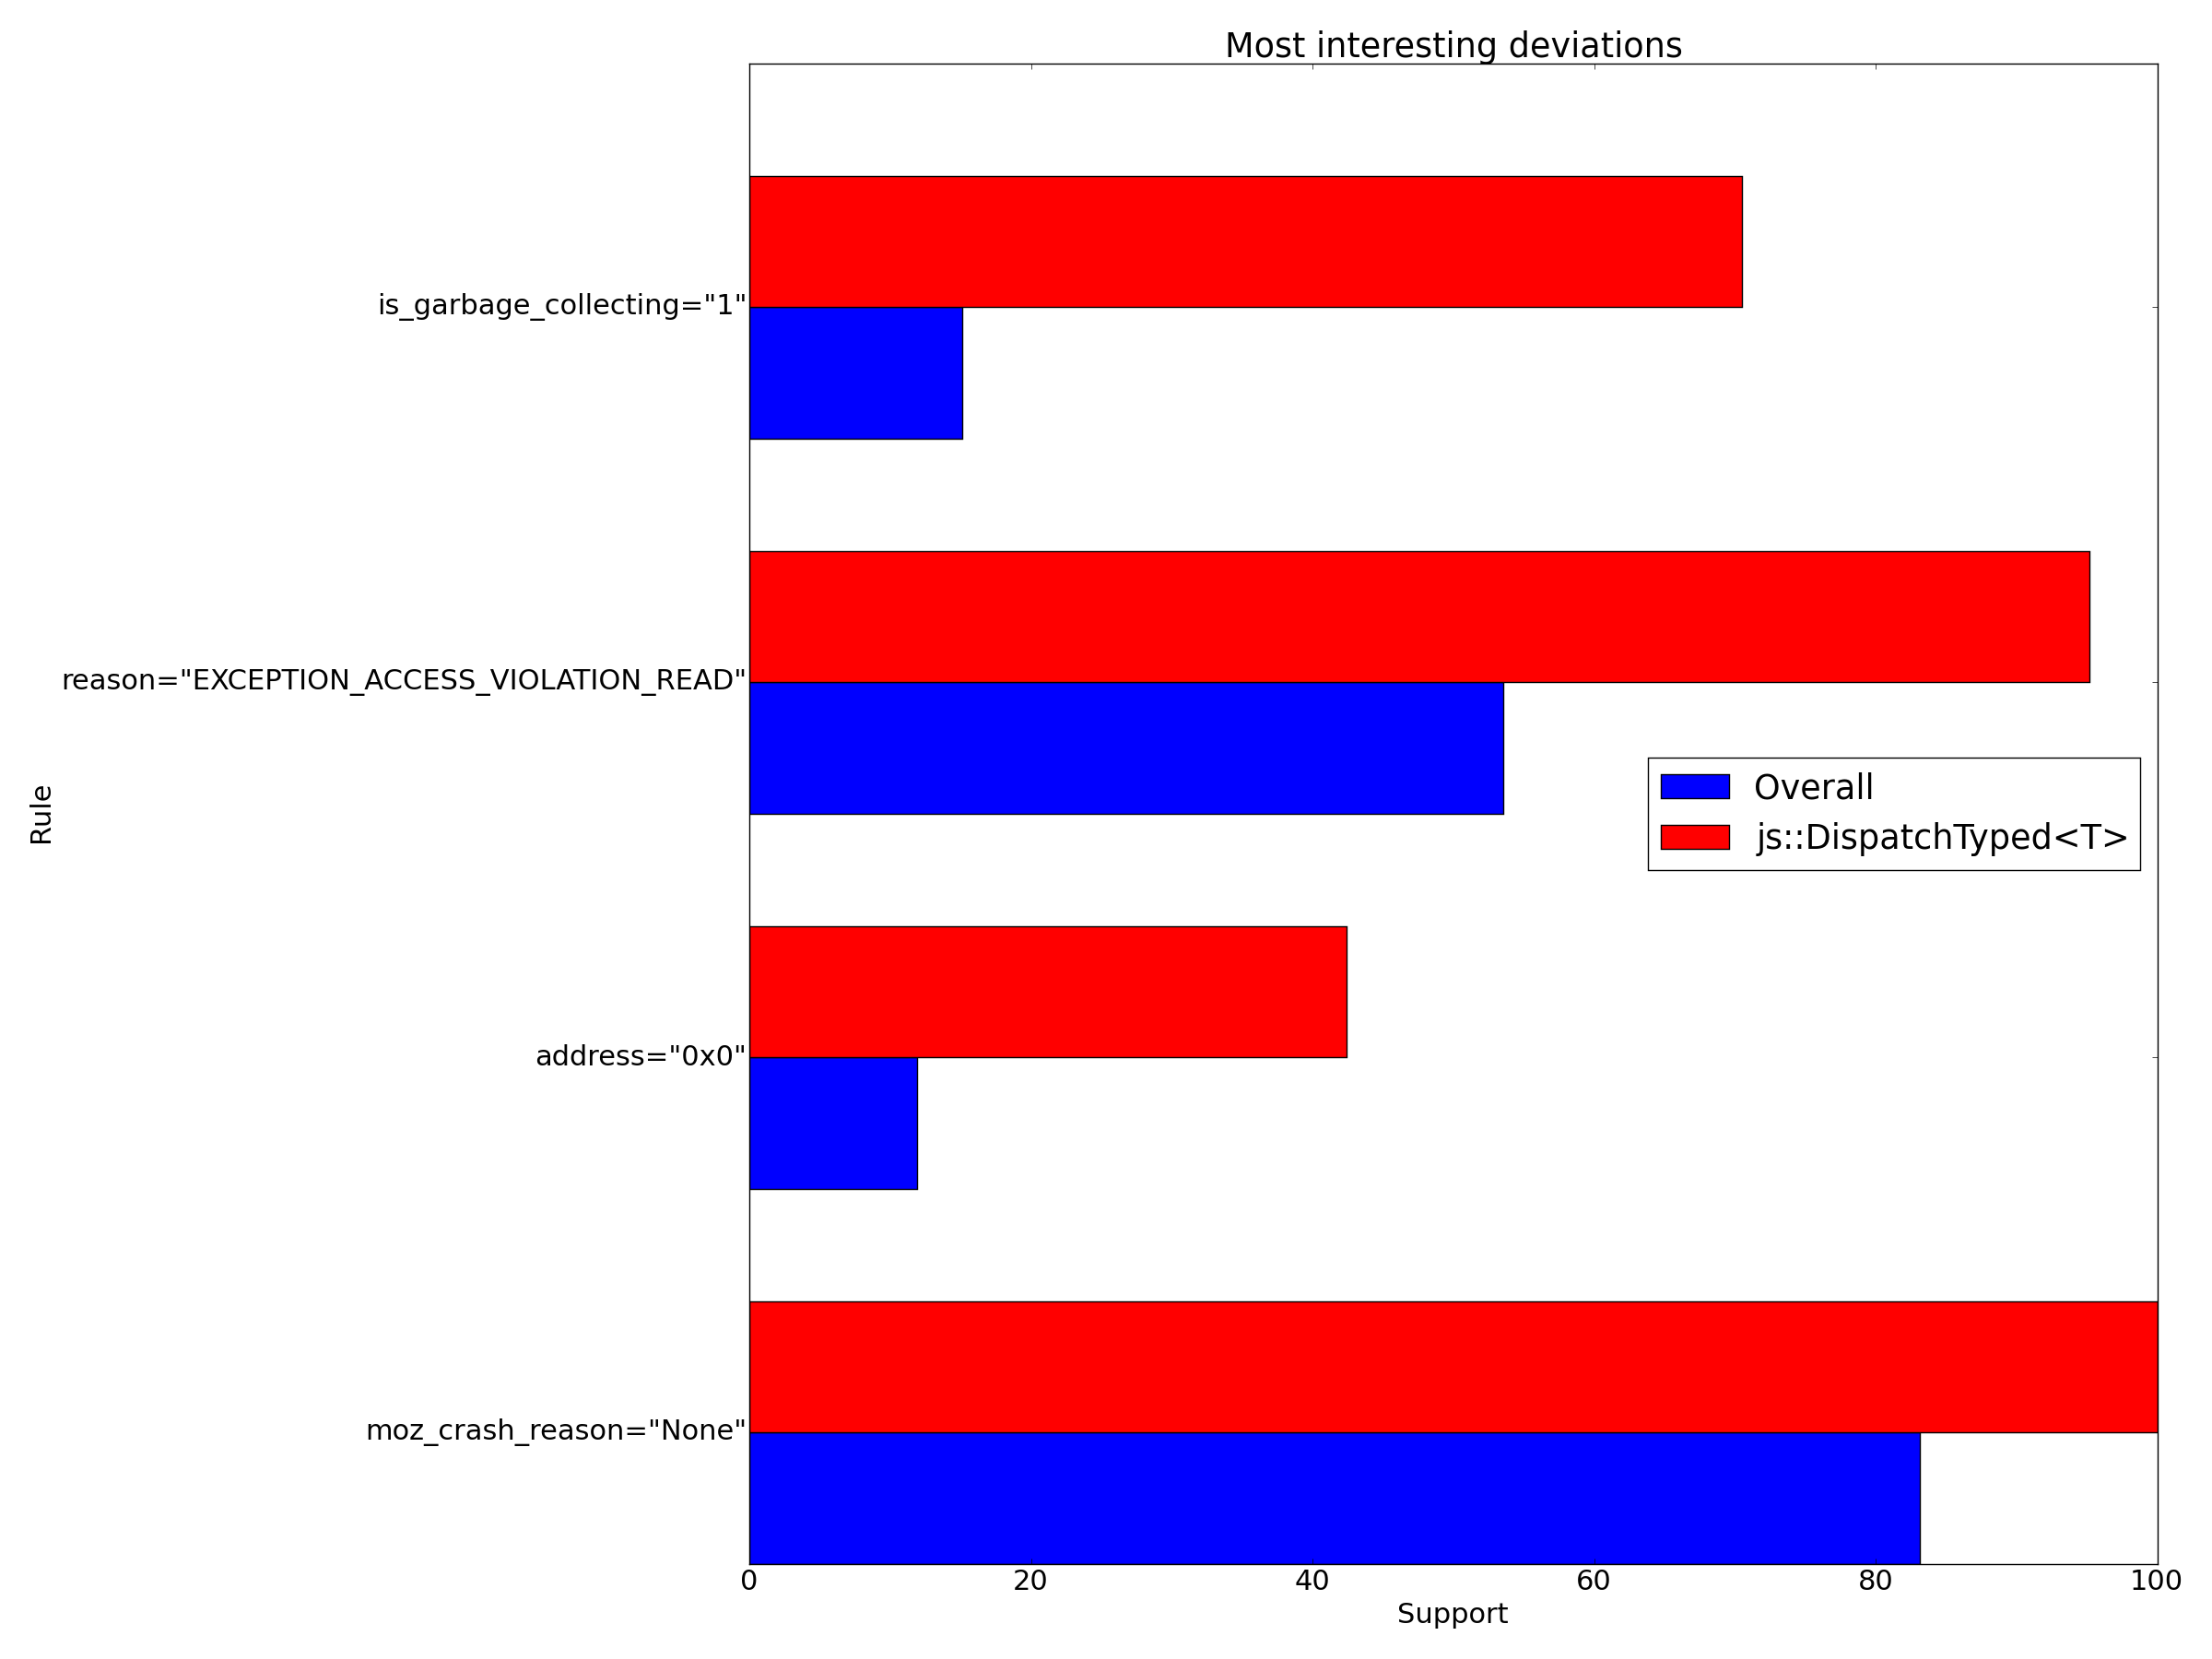 Most interesting deviations
is_garbage_collecting="1"
reason="EXCEPTION_ACCESS_VIOLATION_READ"
Rule
Overall
js::DispatchTyped<T>
address="0x0"
moz_crash_reason="None"
0 20 40 60 80 100
Support